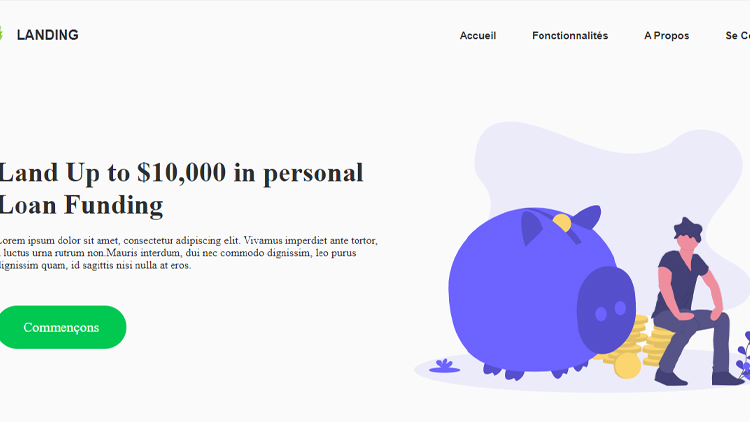 LANDING
Accueil
Fonctionnalités
A Propos
Se
Land Up to $10,000 in personal
Loan Funding
Lorem ipsum dolor sit amet, consectetur adipiscing elit. Vivamus imperdiet ante tortor,
luctus urna rutrum non.Mauris interdum, dui nec commodo dignissim, leo purus
dignissim quam, id sagittis nisi nulla at eros.
Commençons